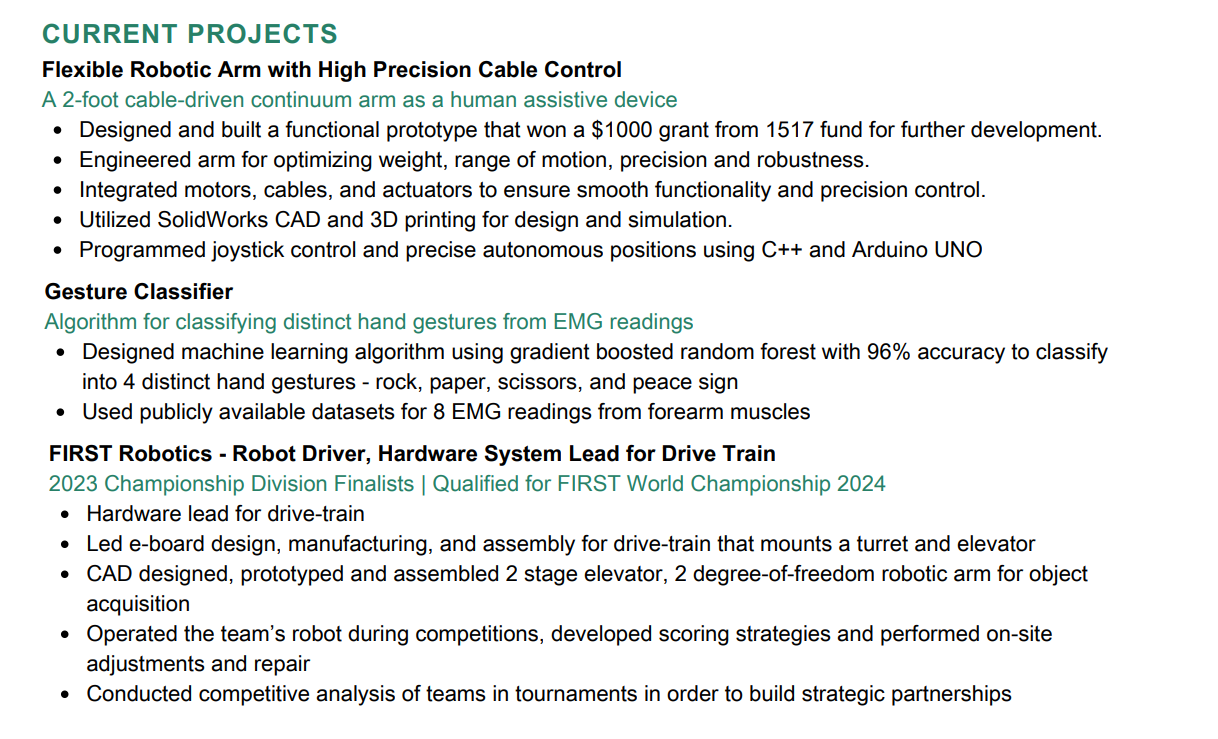 CURRENT PROJECTS
Flexible Robotic Arm with High Precision Cable Control
A 2-foot cable-driven continuum arm as a human assistive device
• Designed and built a functional prototype that won a $1000 grant from 1517 fund for further development.
• Engineered arm for optimizing weight, range of motion, precision and robustness.
• Integrated motors, cables, and actuators to ensure smooth functionality and precision control.
• Utilized SolidWorks CAD and 3D printing for design and simulation.
• Programmed joystick control and precise autonomous positions using C++ and Arduino UNO
Gesture Classifier
Algorithm for classifying distinct hand gestures from EMG readings
• Designed machine learning algorithm using gradient boosted random forest with 96% accuracy to classify
into 4 distinct hand gestures - rock, paper, scissors, and peace sign
• Used publicly available datasets for 8 EMG readings from forearm muscles
FIRST Robotics - Robot Driver, Hardware System Lead for Drive Train
2023 Championship Division Finalists | Qualified for FIRST World Championship 2024
• Hardware lead for drive-train
• Led e-board design, manufacturing, and assembly for drive-train that mounts a turret and elevator
• CAD designed, prototyped and assembled 2 stage elevator, 2 degree-of-freedom robotic arm for object
acquisition
• Operated the team’s robot during competitions, developed scoring strategies and performed on-site
adjustments and repair
• Conducted competitive analysis of teams in tournaments in order to build strategic partnerships